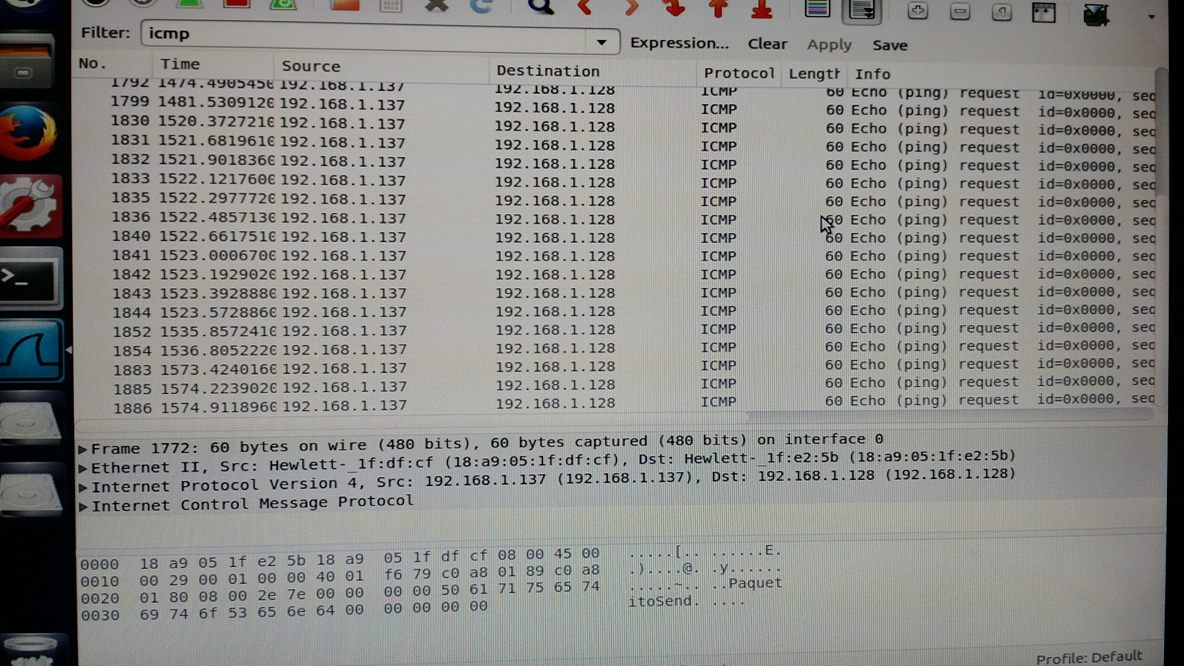 Filter: icmp Expression... Clear Apply Save
No. Time Source Destination Protocol Length Info
1792 1474.4905450 192.168.1.137 192.168.1.128 ICMP 60 Echo (ping) request id=0x0000, seq
1799 1481.5309120 192.168.1.137 192.168.1.128 ICMP 60 Echo (ping) request id=0x0000, seq
1830 1520.3727210 192.168.1.137 192.168.1.128 ICMP 60 Echo (ping) request id=0x0000, seq
1831 1521.6819610 192.168.1.137 192.168.1.128 ICMP 60 Echo (ping) request id=0x0000, seq
1832 1521.9018360 192.168.1.137 192.168.1.128 ICMP 60 Echo (ping) request id=0x0000, seq
1833 1522.1217600 192.168.1.137 192.168.1.128 ICMP 60 Echo (ping) request id=0x0000, seq
1835 1522.2977720 192.168.1.137 192.168.1.128 ICMP 60 Echo (ping) request id=0x0000, seq
1836 1522.4857130 192.168.1.137 192.168.1.128 ICMP 60 Echo (ping) request id=0x0000, seq
1840 1522.6617510 192.168.1.137 192.168.1.128 ICMP 60 Echo (ping) request id=0x0000, seq
1841 1523.0006700 192.168.1.137 192.168.1.128 ICMP 60 Echo (ping) request id=0x0000, seq
1842 1523.1929020 192.168.1.137 192.168.1.128 ICMP 60 Echo (ping) request id=0x0000, seq
1843 1523.3928880 192.168.1.137 192.168.1.128 ICMP 60 Echo (ping) request id=0x0000, seq
1844 1523.5728860 192.168.1.137 192.168.1.128 ICMP 60 Echo (ping) request id=0x0000, seq
1852 1535.8572410 192.168.1.137 192.168.1.128 ICMP 60 Echo (ping) request id=0x0000, seq
1854 1536.8052220 192.168.1.137 192.168.1.128 ICMP 60 Echo (ping) request id=0x0000, seq
1883 1573.4240160 192.168.1.137 192.168.1.128 ICMP 60 Echo (ping) request id=0x0000, seq
1885 1574.2239020 192.168.1.137 192.168.1.128 ICMP 60 Echo (ping) request id=0x0000, seq
1886 1574.9118960 192.168.1.137 192.168.1.128 ICMP 60 Echo (ping) request id=0x0000, seq
Frame 1772: 60 bytes on wire (480 bits), 60 bytes captured (480 bits) on interface 0
Ethernet II, Src: Hewlett-_1f:df:cf (18:a9:05:1f:df:cf), Dst: Hewlett-_1f:e2:5b (18:a9:05:1f:e2:5b)
Internet Protocol Version 4, Src: 192.168.1.137 (192.168.1.137), Dst: 192.168.1.128 (192.168.1.128)
Internet Control Message Protocol
0000 18 a9 05 1f e2 5b 18 a9 05 1f df cf 08 00 45 00 .....[.. ......E.
0010 00 29 00 01 00 00 40 01 f6 79 c0 a8 01 89 c0 a8 .)....@. .y......
0020 01 80 08 00 2e 7e 00 00 00 00 50 61 71 75 65 74 .....~.. ..Paquet
0030 69 74 6f 53 65 6e 64 00 00 00 00 00 itoSend. ....
Profile: Default